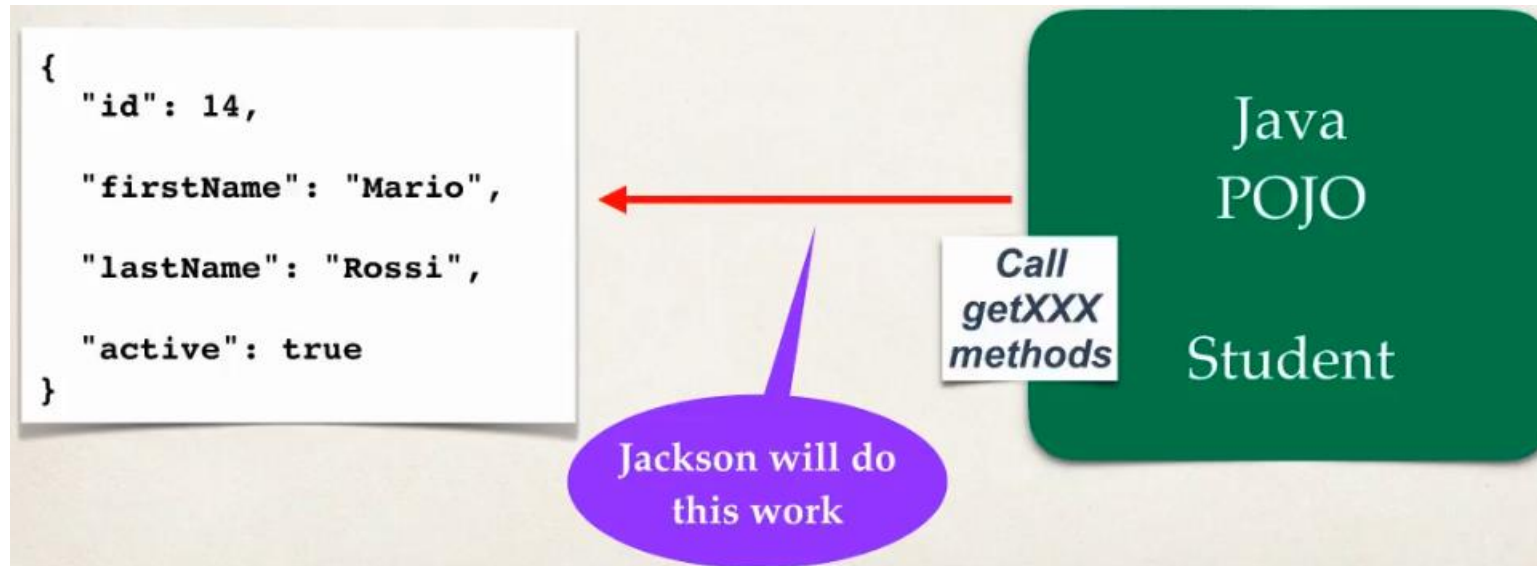 {
"id": 14,
"firstName": "Mario",
"lastName": "Rossi",
"active": true
}
Java
POJO
Student
Call
getXXX
methods
Jackson will do
this work